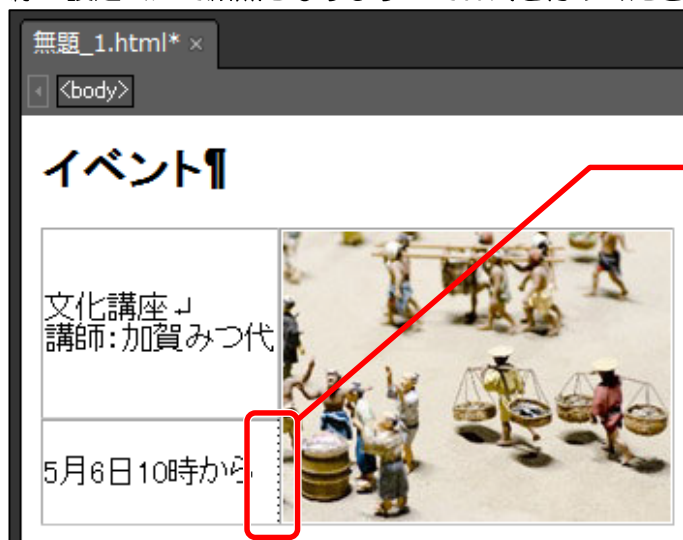 無題_1.html* ×
<body>
イベント¶
文化講座↲
講師:加賀みつ代
5月6日10時から